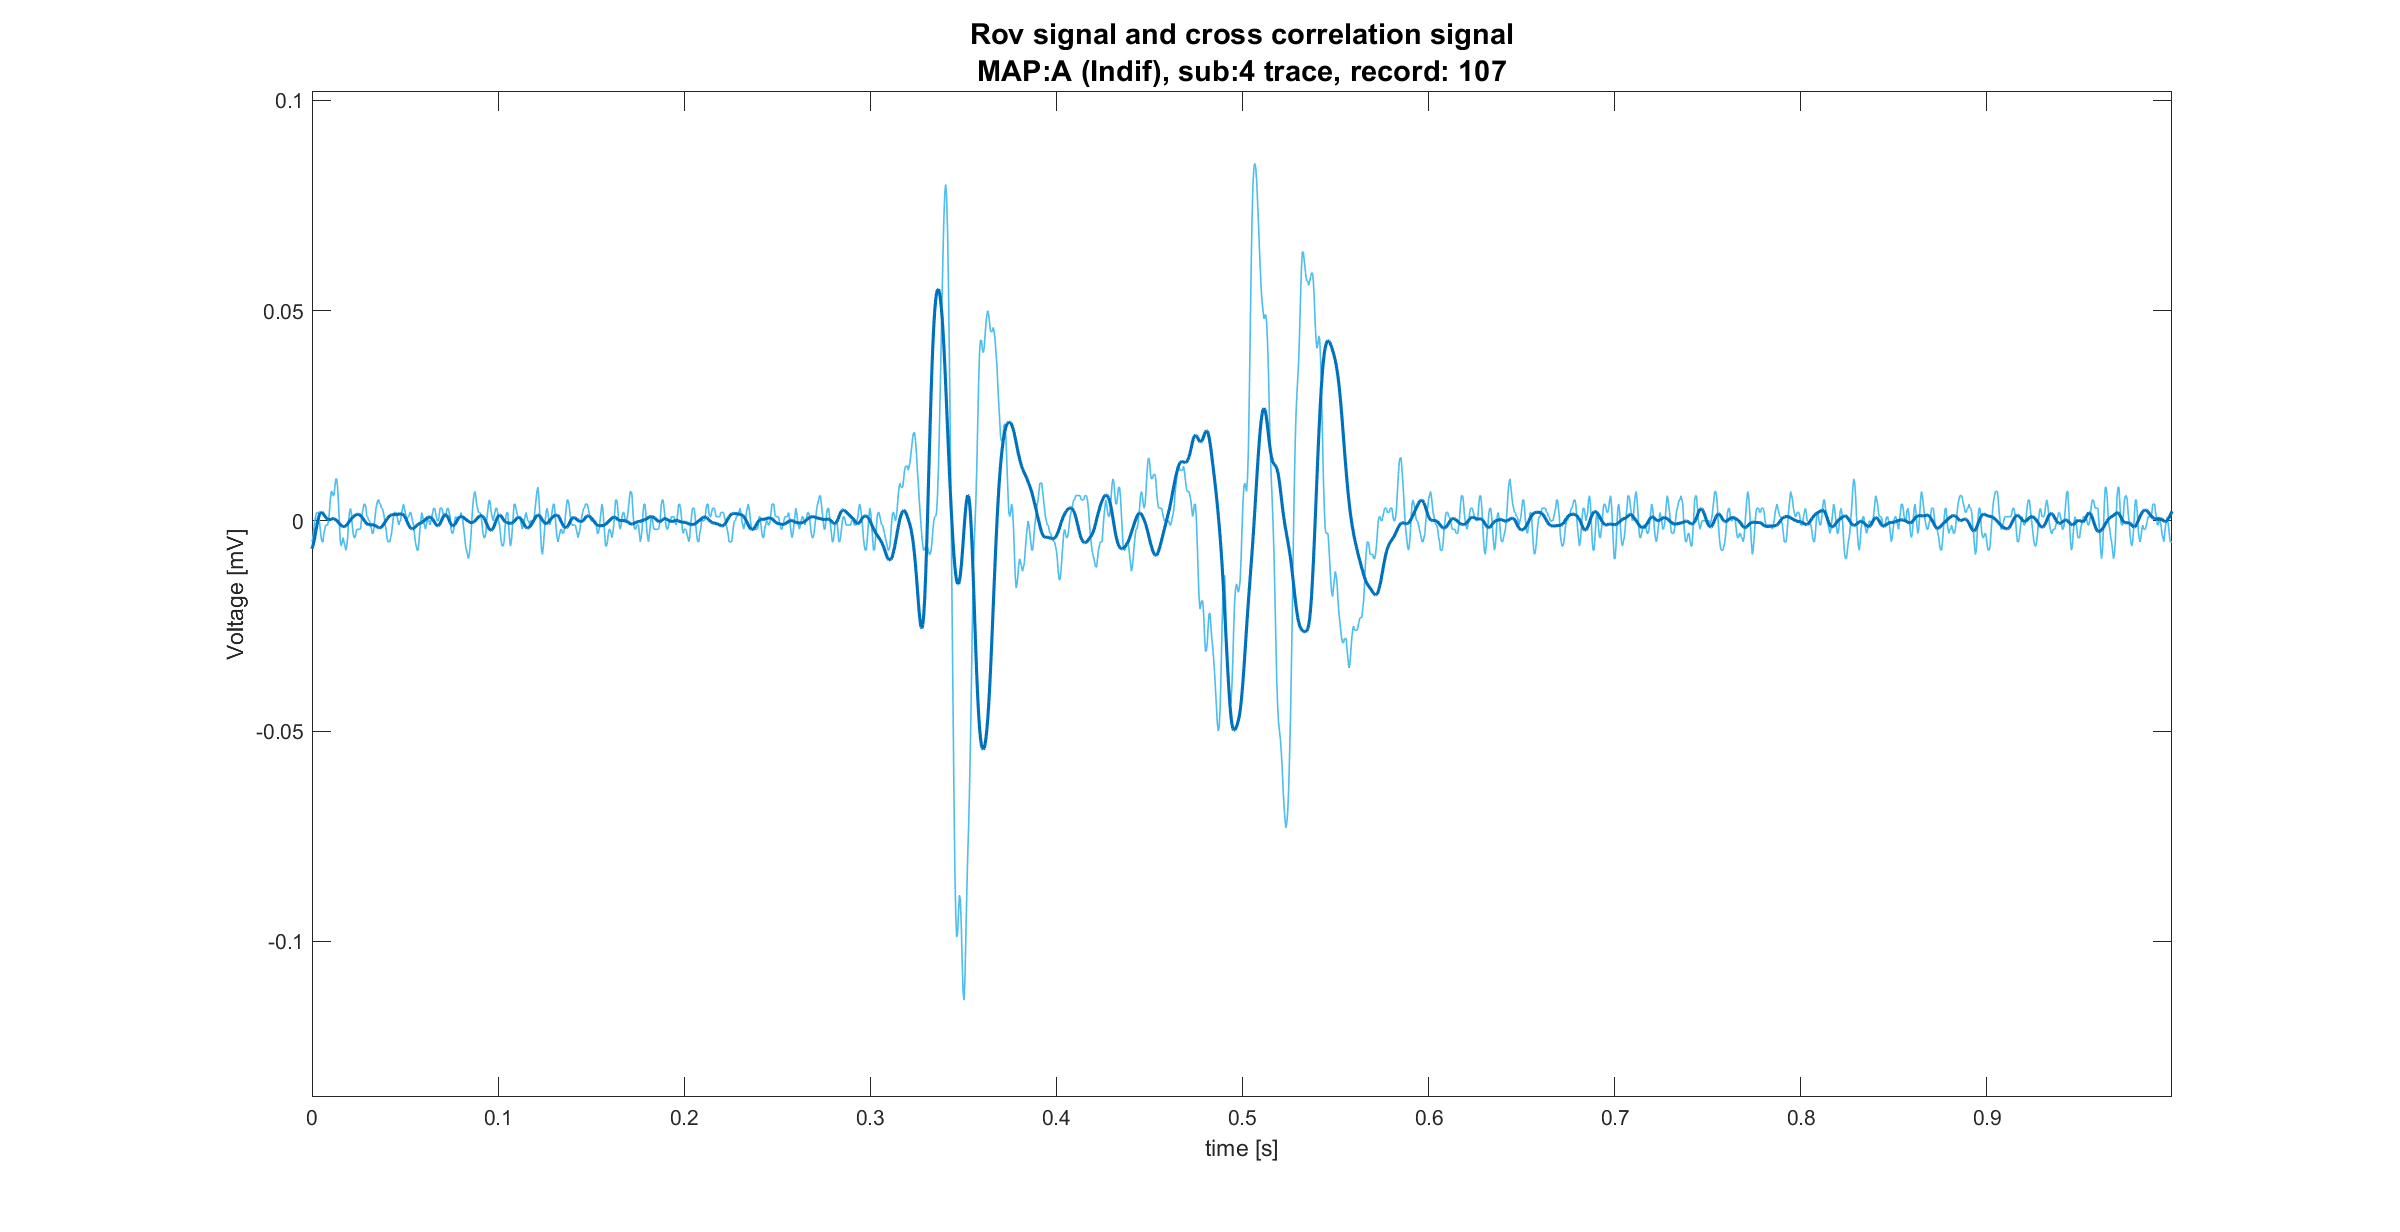 Rov signal and cross correlation signal
MAP:A (Indif), sub:4 trace, record: 107
0.1
0.05
0
-0.05
-0.1
Voltage [mV]
0 0.1 0.2 0.3 0.4 0.5 0.6 0.7 0.8 0.9
time [s]